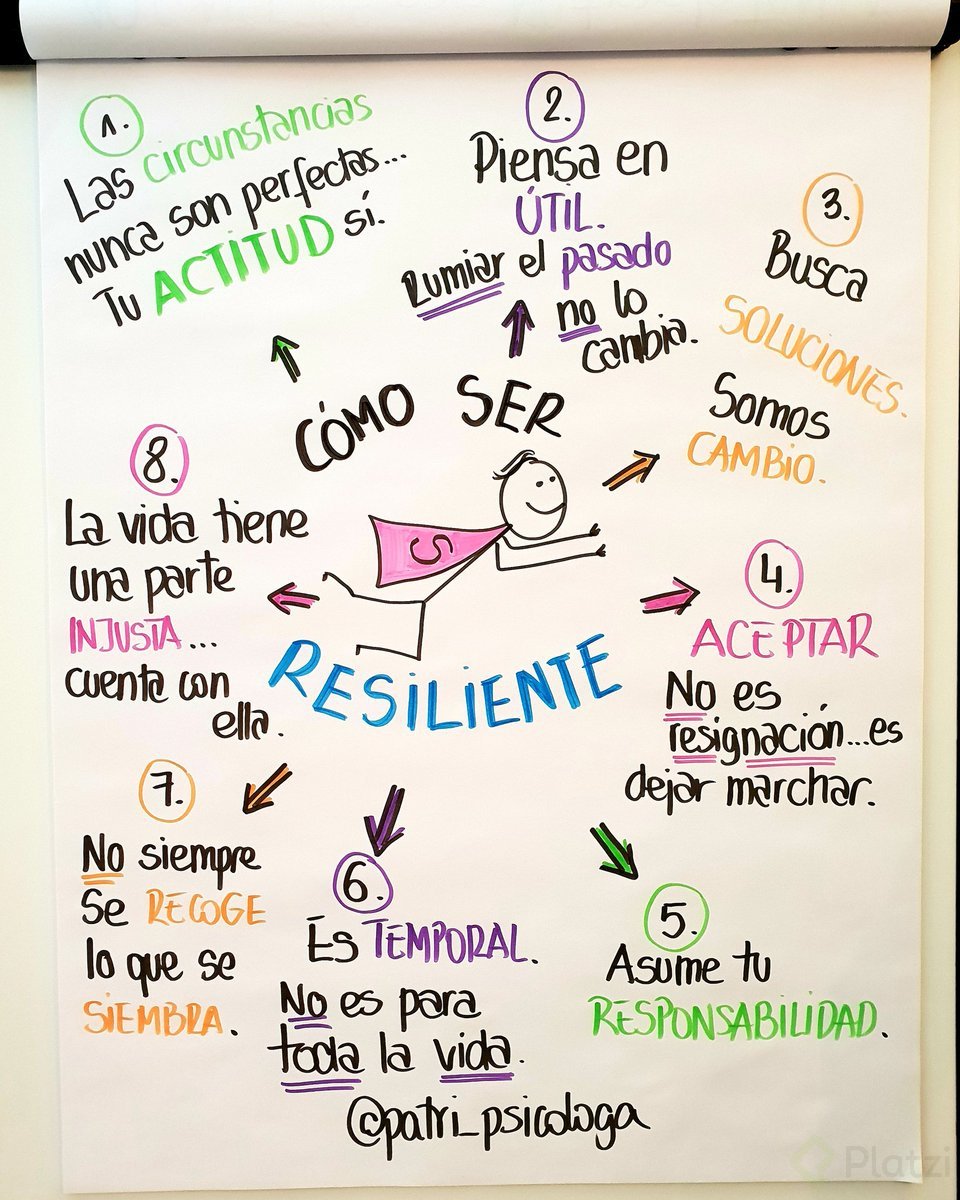 CÓMO SER
RESILIENTE
S
1.
Las circunstancias
nunca son perfectas...
Tu ACTITUD sí.
2.
Piensa en
ÚTIL.
Rumiar el pasado
no lo
cambia.
3.
Busca
SOLUCIONES.
Somos
CAMBIO.
4.
ACEPTAR
No es
resignación...es
dejar marchar.
5.
Asume tu
RESPONSABILIDAD.
6.
Es TEMPORAL.
No es para
toda la vida.
7.
No siempre
se RECOGE
lo que se
SIEMBRA.
8.
La vida tiene
una parte
INJUSTA...
cuenta con
ella.
@patri_psicologa
Platzi